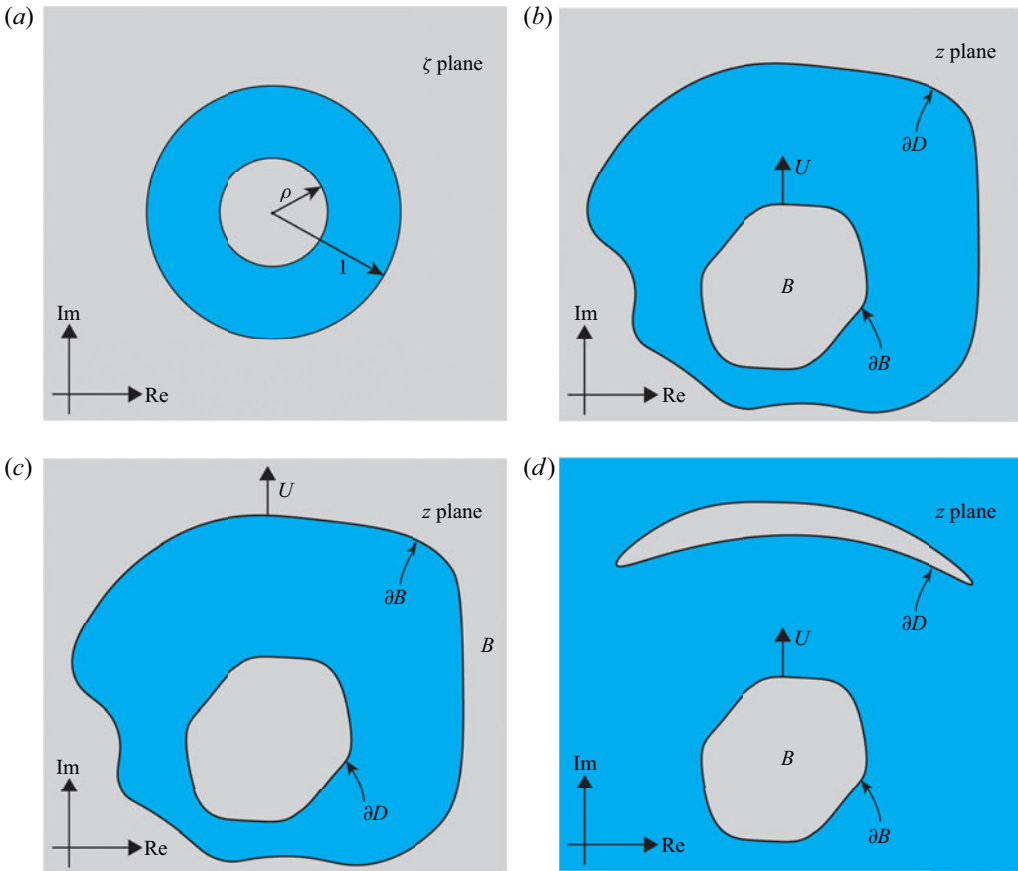 (a)
ζ plane
ρ
1
Im
Re
(b)
z plane
∂D
U
B
∂B
Im
Re
(c)
U
z plane
∂B
B
∂D
Im
Re
(d)
z plane
∂D
U
B
∂B
Im
Re